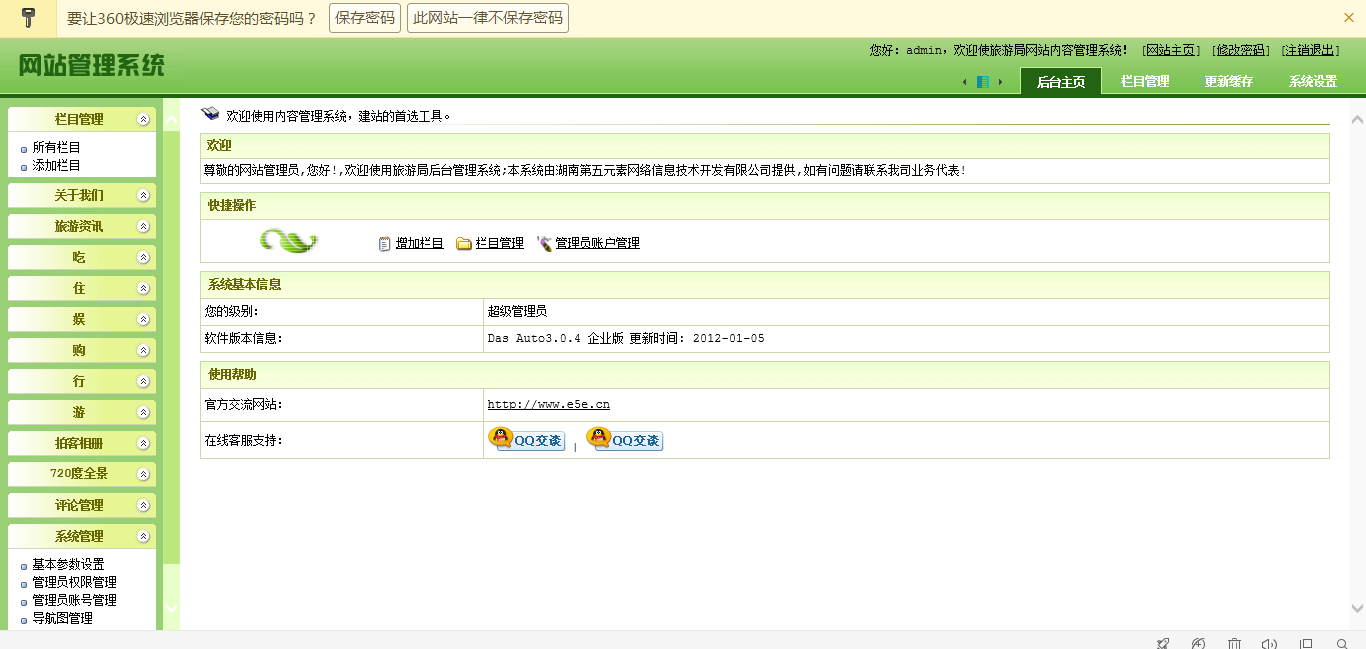 要让360极速浏览器保存您的密码吗？ 保存密码 此网站一律不保存密码
网站管理系统
您好：admin，欢迎使旅游局网站内容管理系统！ [网站主页] [修改密码] [注销退出]
后台主页 栏目管理 更新缓存 系统设置
栏目管理
所有栏目
添加栏目
关于我们
旅游资讯
吃
住
娱
购
行
游
拍客相册
720度全景
评论管理
系统管理
基本参数设置
管理员权限管理
管理员账号管理
导航图管理
欢迎使用内容管理系统，建站的首选工具。
欢迎
尊敬的网站管理员,您好!,欢迎使用旅游局后台管理系统;本系统由湖南第五元素网络信息技术开发有限公司提供,如有问题请联系我司业务代表!
快捷操作
增加栏目 栏目管理 管理员账户管理
系统基本信息
您的级别： 超级管理员
软件版本信息： Das Auto3.0.4 企业版 更新时间: 2012-01-05
使用帮助
官方交流网站： http://www.e5e.cn
在线客服支持： QQ交谈 | QQ交谈